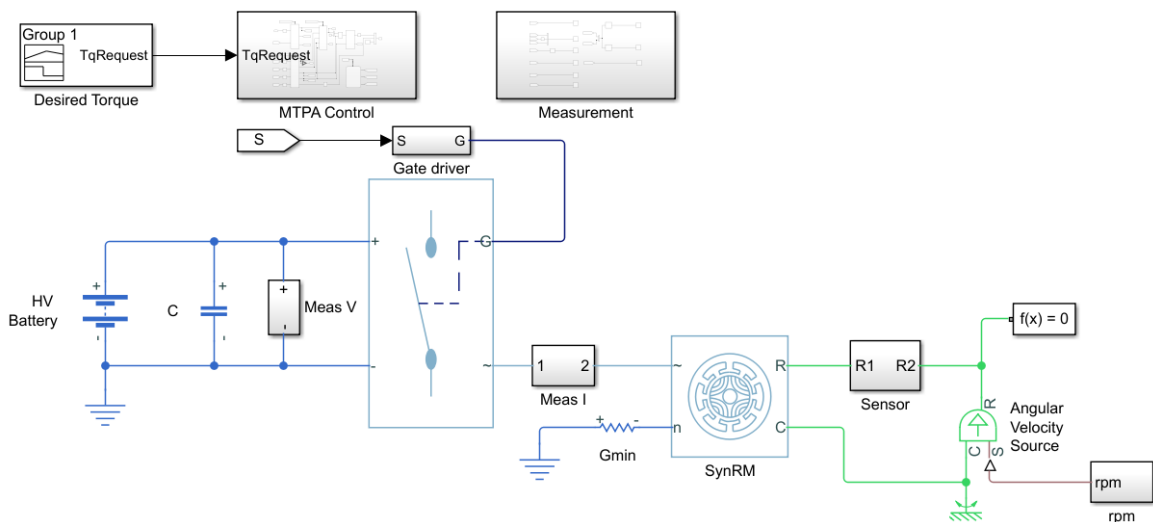 Group 1
TqRequest
Desired Torque
TqRequest
MTPA Control
Measurement
S
S
G
Gate driver
+
G
+
+
+
HV
Battery
C
Meas V
-
-
-
-
~
1
2
Meas I
~
R
R1
R2
Sensor
f(x) = 0
+
-
n
C
Gmin
SynRM
R
C
S
Angular
Velocity
Source
rpm
rpm